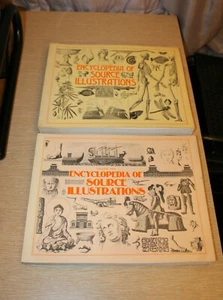 ENCYCLOPEDIA OF
SOURCE
ILLUSTRATIONS
ENCYCLOPEDIA OF
SOURCE
ILLUSTRATIONS